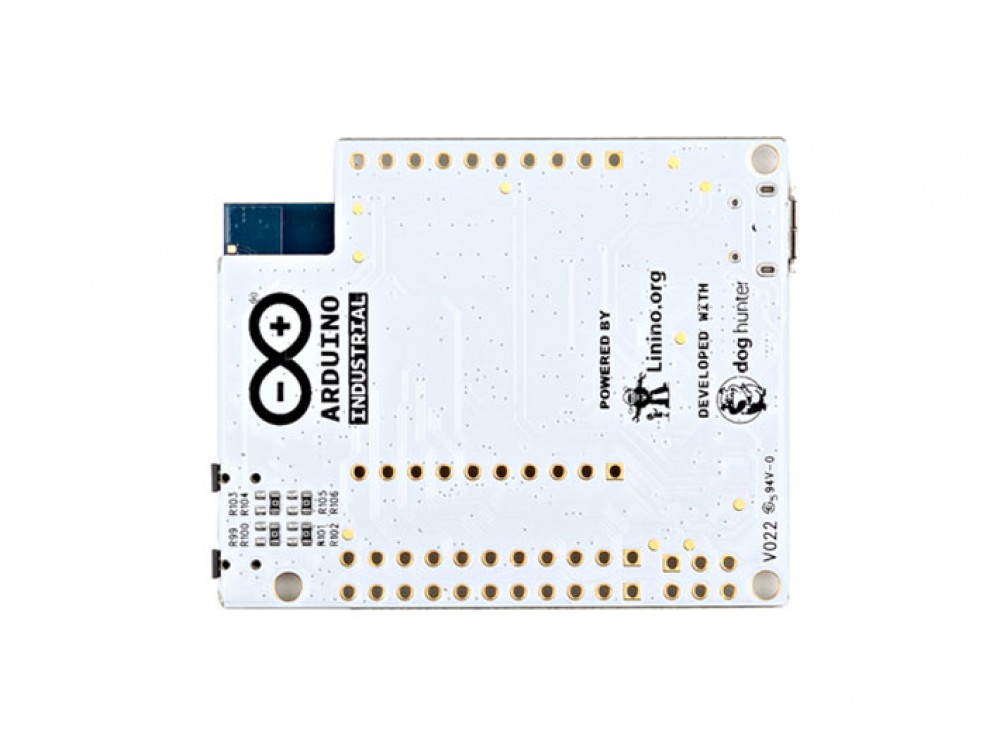 ARDUINO
INDUSTRIAL
POWERED BY
Linino.org
DEVELOPED WITH
dog hunter
R103
R104
R105
R106
R99
R100
R101
R102
V022
94V-0